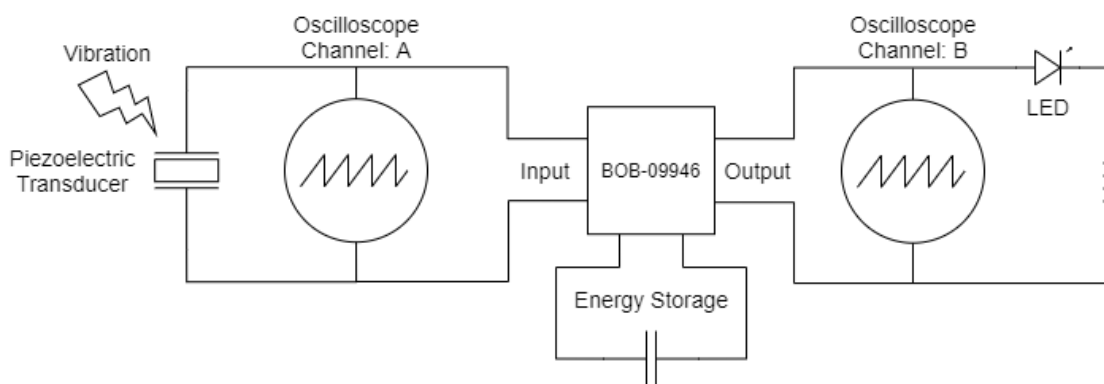 Oscilloscope
Channel: A
Oscilloscope
Channel: B
Vibration
LED
Piezoelectric
Transducer
Input
BOB-09946
Output
Energy Storage